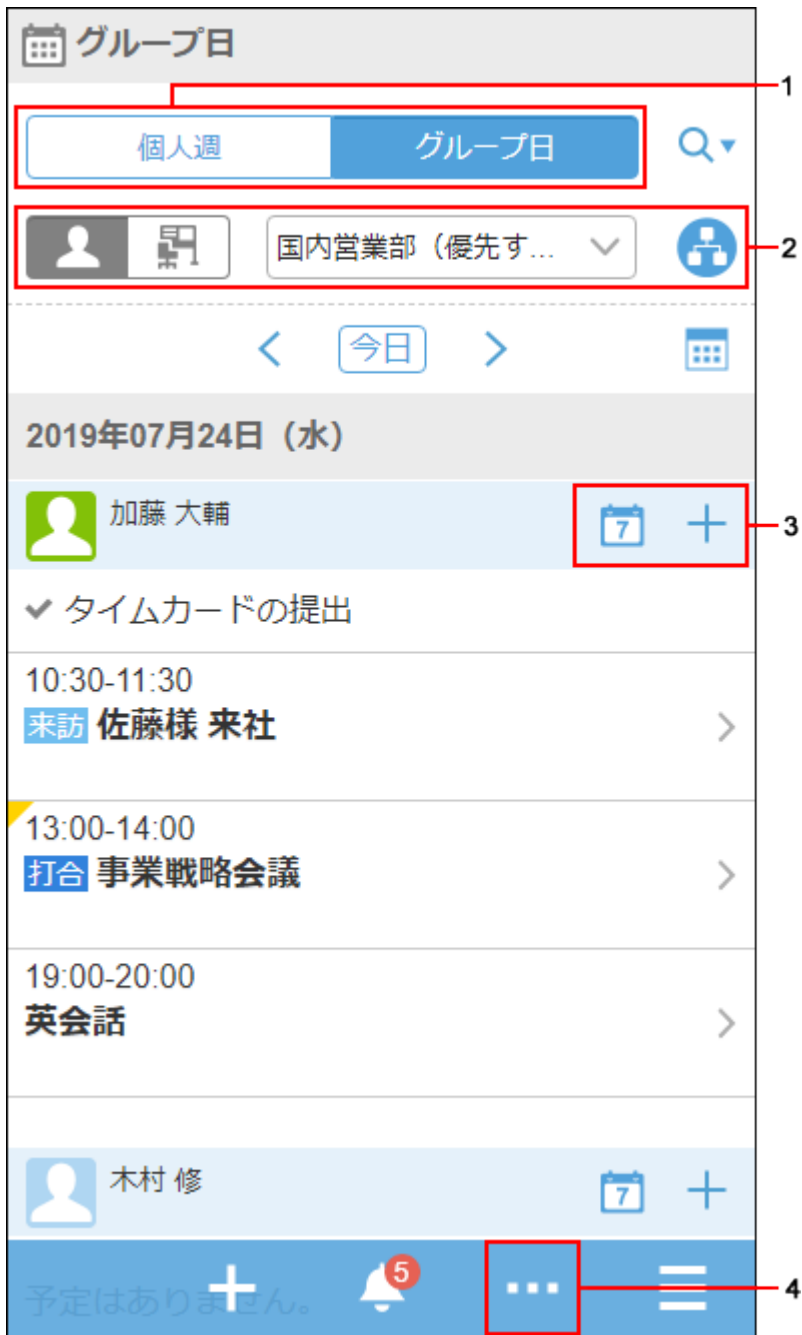 グループ日
1
個人週 グループ日
国内営業部（優先す... 2
今日
2019年07月24日（水）
加藤 大輔
7 3
タイムカードの提出
10:30-11:30
来訪 佐藤様 来社
13:00-14:00
打合 事業戦略会議
19:00-20:00
英会話
木村 修
7
予定はありません。 5 4